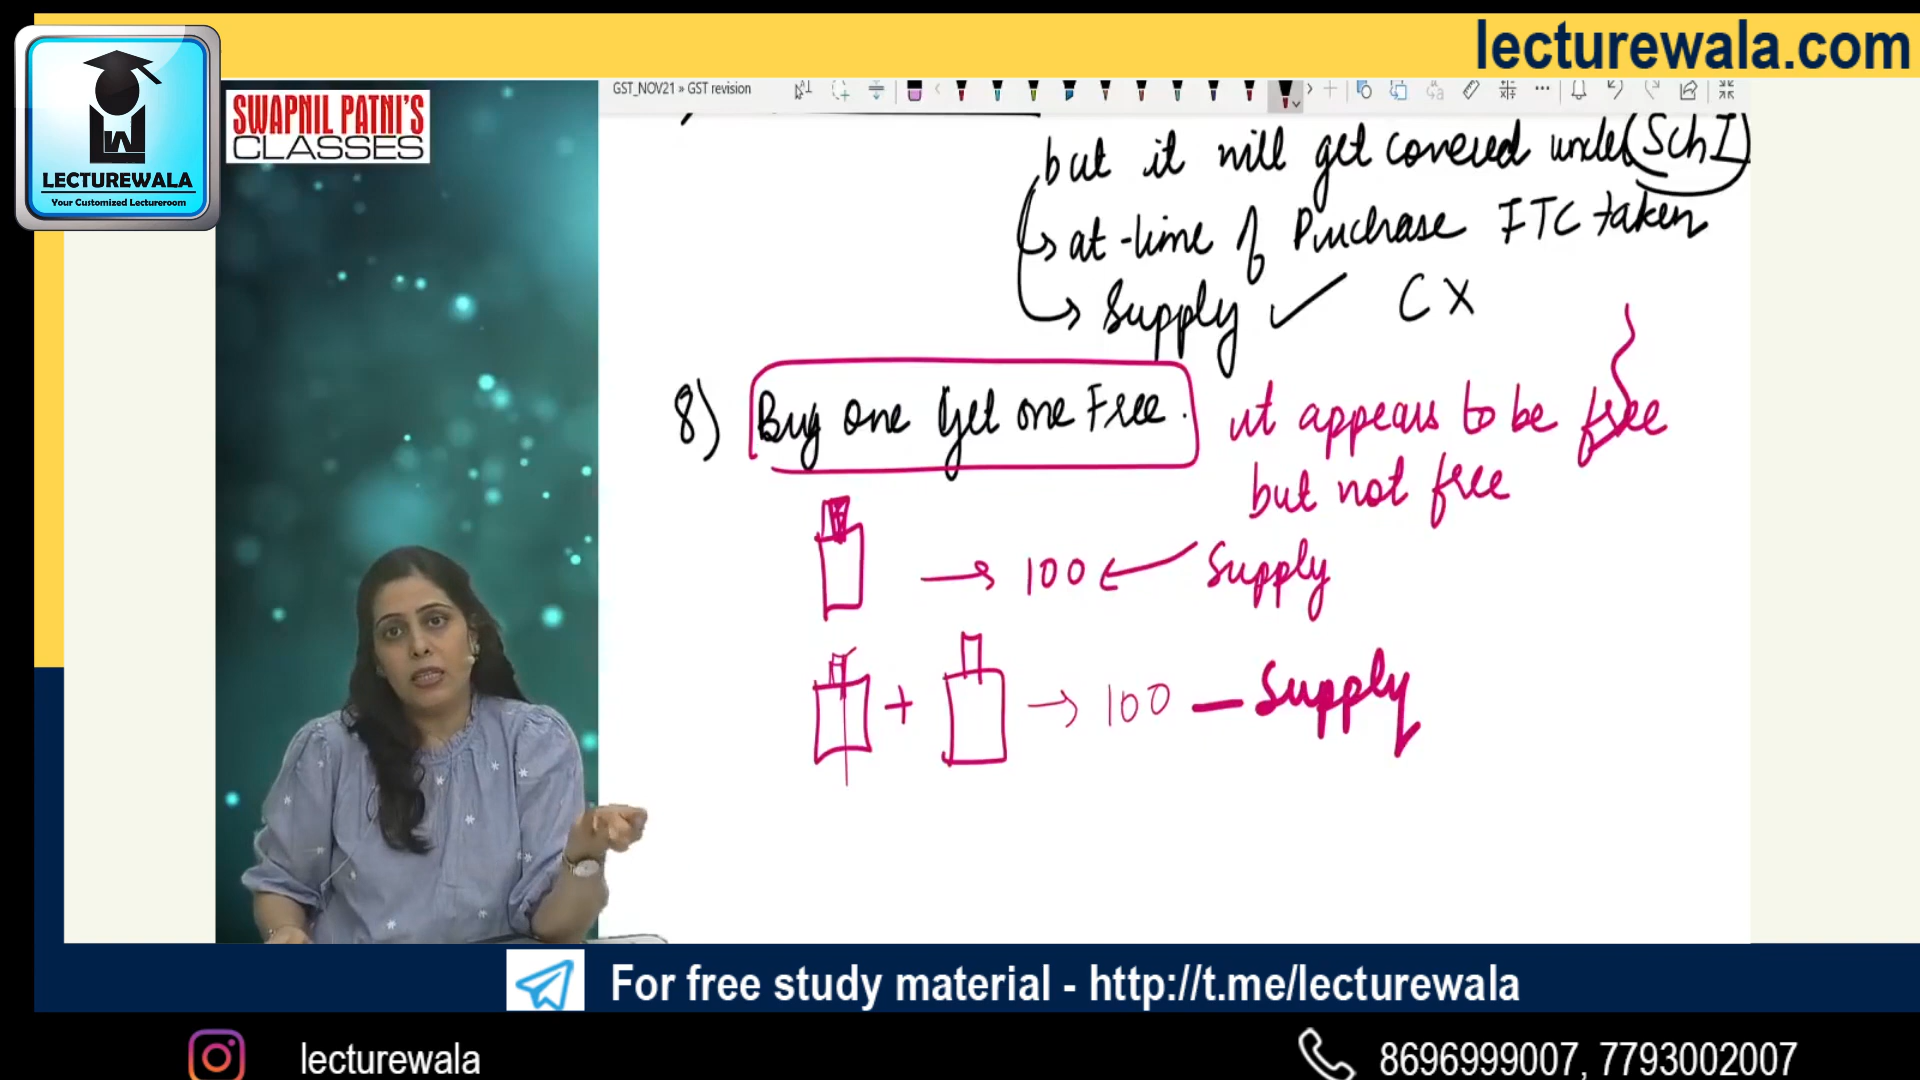 lecturewala.com
GST_NOV21 » GST revision
SWAPNIL PATNI'S
CLASSES
LECTUREWALA
Your Customized Lectureroom
but it will get covered under Sch I
at time of Purchase ITC taken
Supply ✓ C X
8) Buy One Get one Free.
it appears to be free
but not free
→ 100 ← Supply
+ → 100 — Supply
For free study material - http://t.me/lecturewala
lecturewala
8696999007, 7793002007